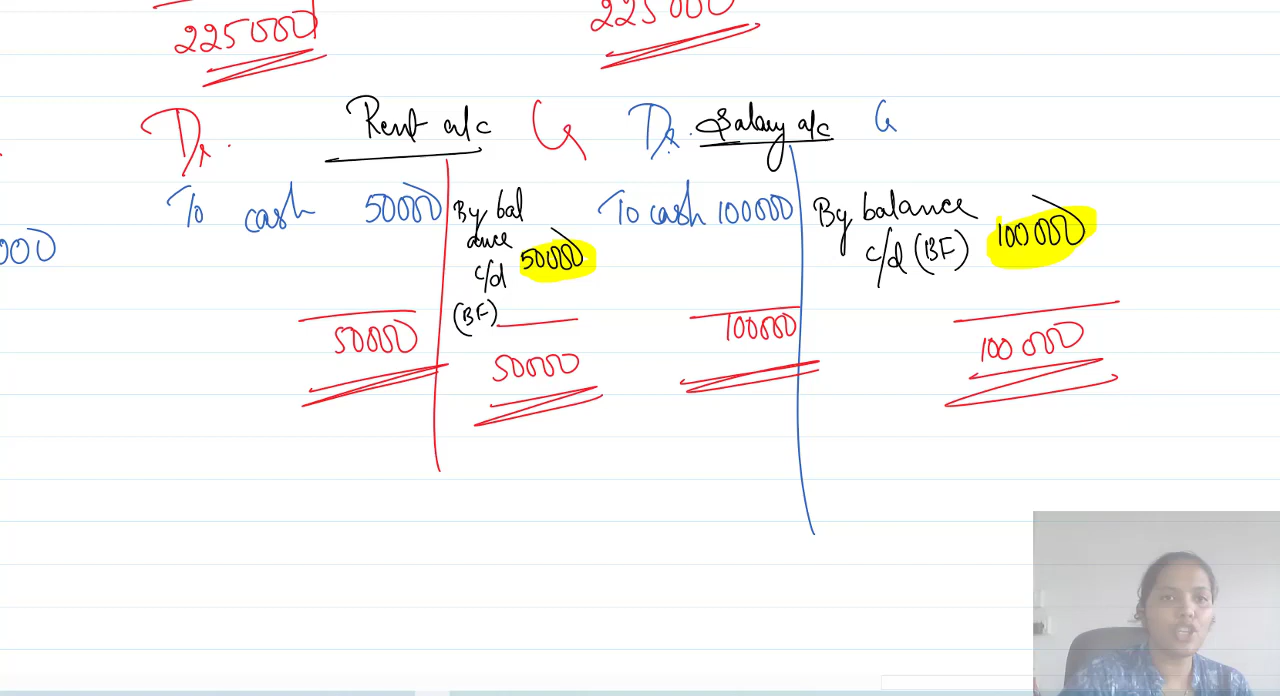 225000
225000
Dr. Rent a/c Cr
Dr. Salary a/c Cr
To cash 50000
By bal
ance 50000
c/d
(BF)
To cash 100000
By balance
c/d (BF) 100000
000
50000
50000
100000
100000